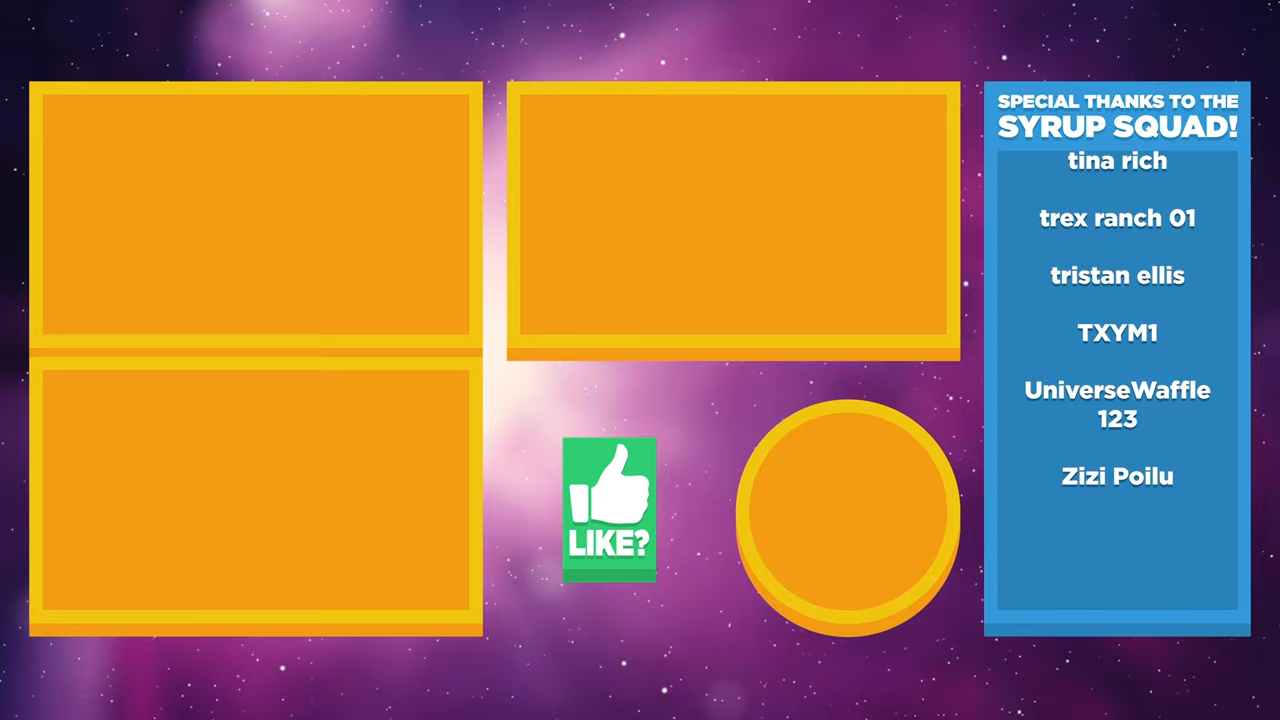 SPECIAL THANKS TO THE
SYRUP SQUAD!
tina rich
trex ranch 01
tristan ellis
TXYM1
UniverseWaffle
123
Zizi Poilu
LIKE?